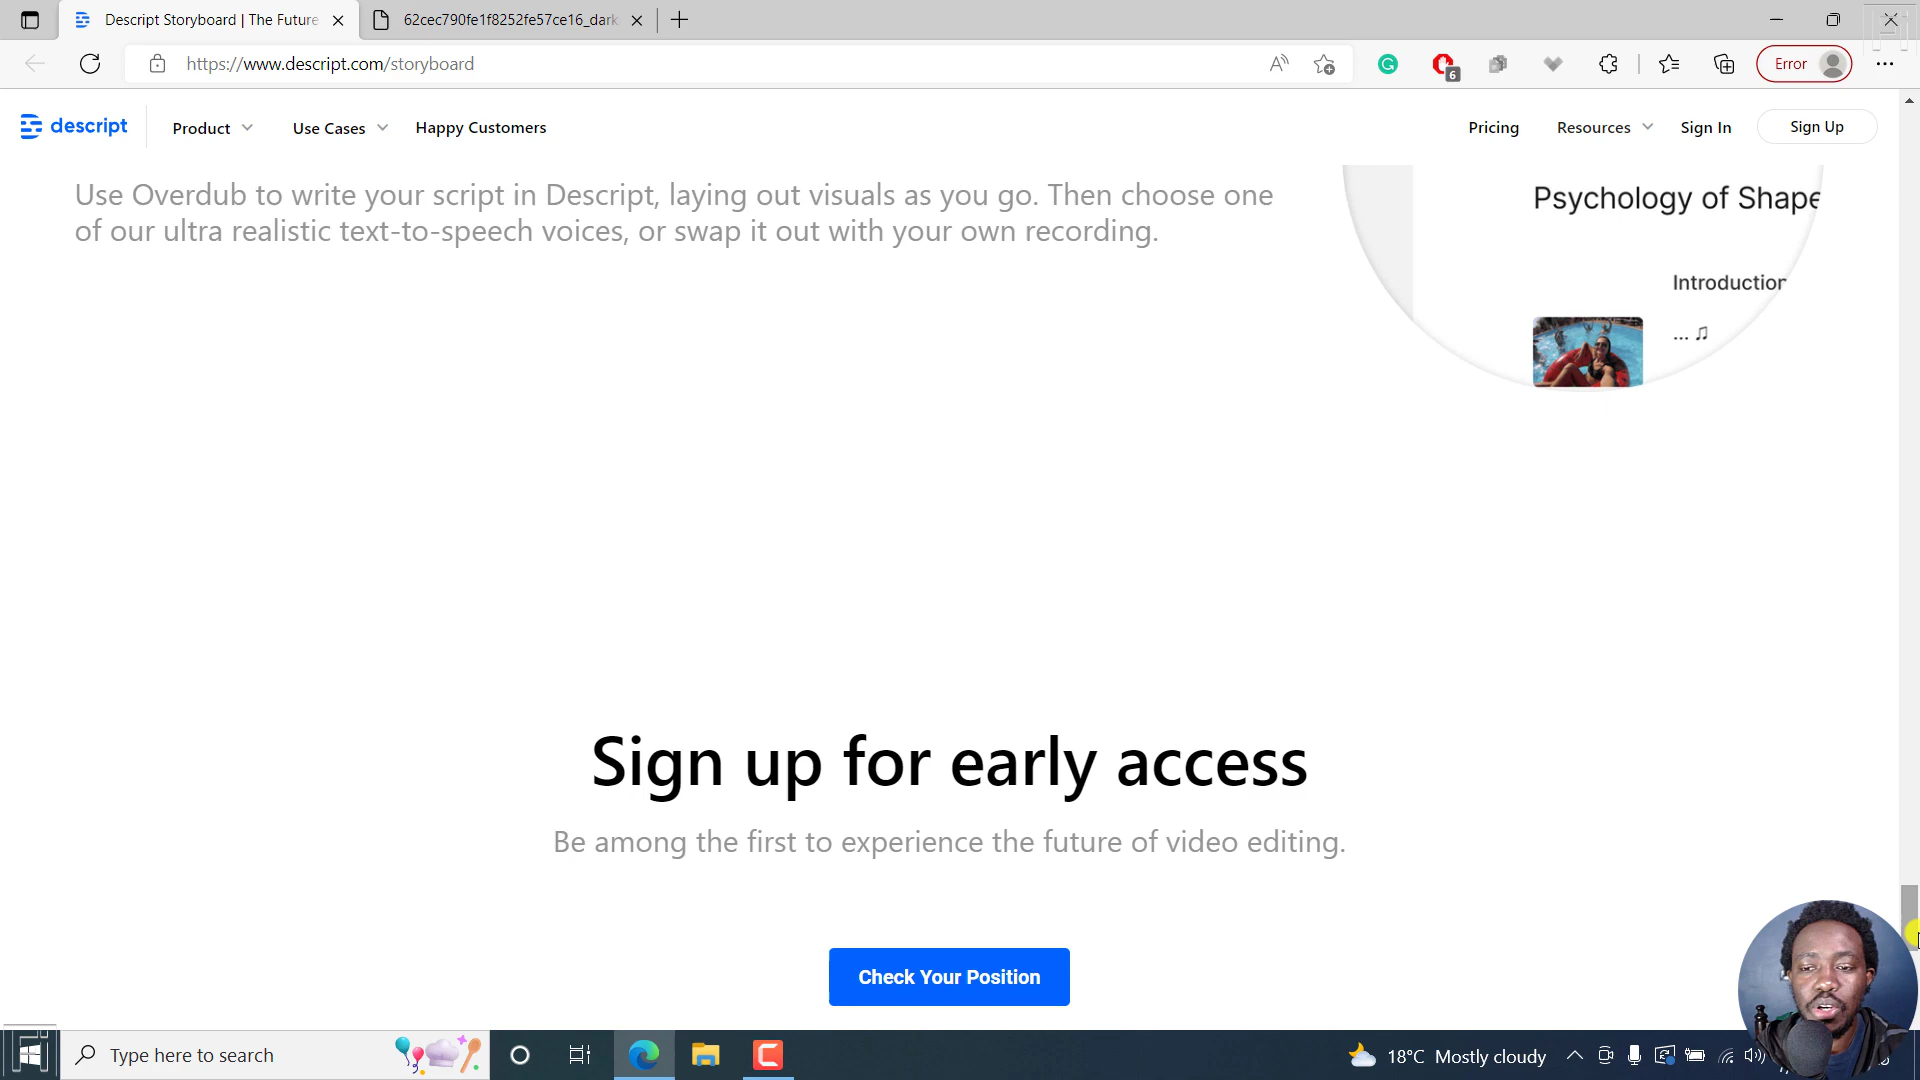 Descript Storyboard | The Future
62cec790fe1f8252fe57ce16_dark
https://www.descript.com/storyboard
6
Error
descript
Product
Use Cases
Happy Customers
Pricing
Resources
Sign In
Sign Up
Use Overdub to write your script in Descript, laying out visuals as you go. Then choose one
of our ultra realistic text-to-speech voices, or swap it out with your own recording.
Psychology of Shape
Introduction
... ♫
Sign up for early access
Be among the first to experience the future of video editing.
Check Your Position
Type here to search
18°C Mostly cloudy